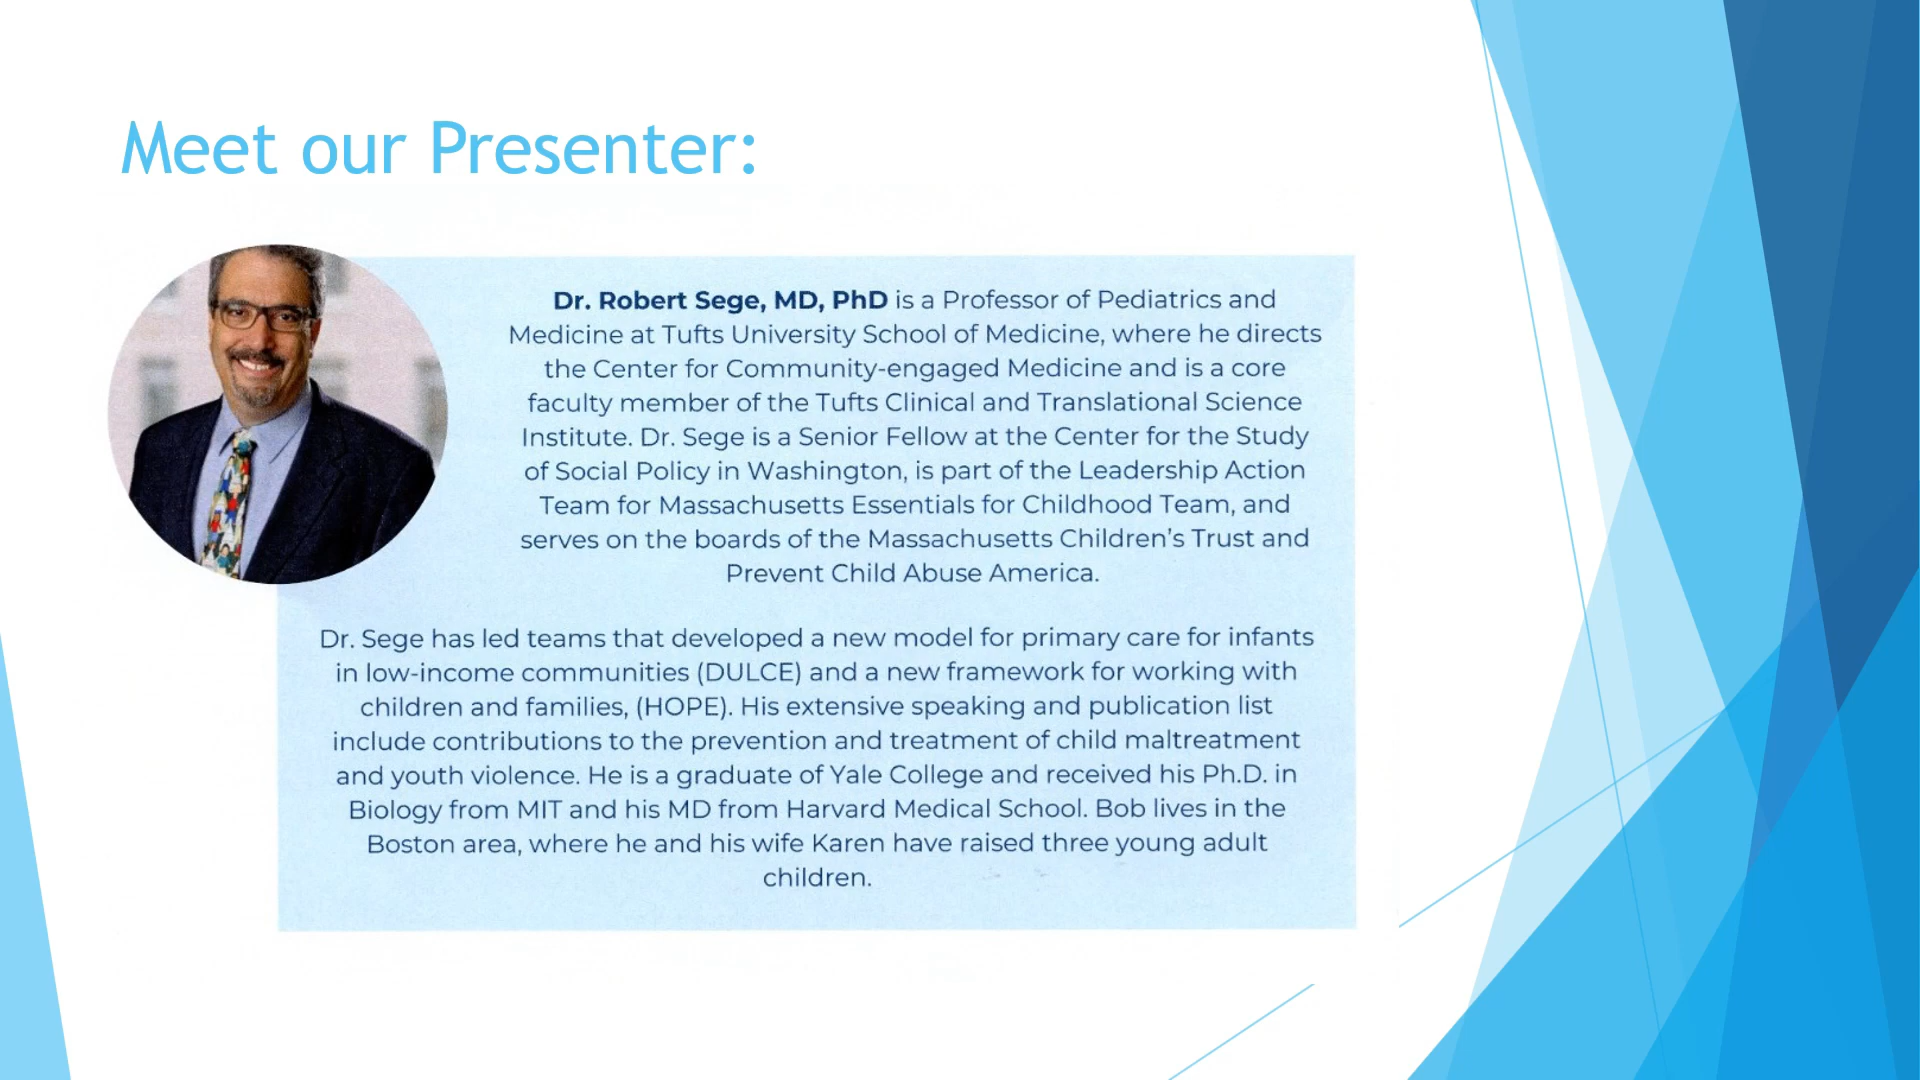 Meet our Presenter:
Dr. Robert Sege, MD, PhD is a Professor of Pediatrics and
Medicine at Tufts University School of Medicine, where he directs
the Center for Community-engaged Medicine and is a core
faculty member of the Tufts Clinical and Translational Science
Institute. Dr. Sege is a Senior Fellow at the Center for the Study
of Social Policy in Washington, is part of the Leadership Action
Team for Massachusetts Essentials for Childhood Team, and
serves on the boards of the Massachusetts Children's Trust and
Prevent Child Abuse America.
Dr. Sege has led teams that developed a new model for primary care for infants
in low-income communities (DULCE) and a new framework for working with
children and families, (HOPE). His extensive speaking and publication list
include contributions to the prevention and treatment of child maltreatment
and youth violence. He is a graduate of Yale College and received his Ph.D. in
Biology from MIT and his MD from Harvard Medical School. Bob lives in the
Boston area, where he and his wife Karen have raised three young adult
children.